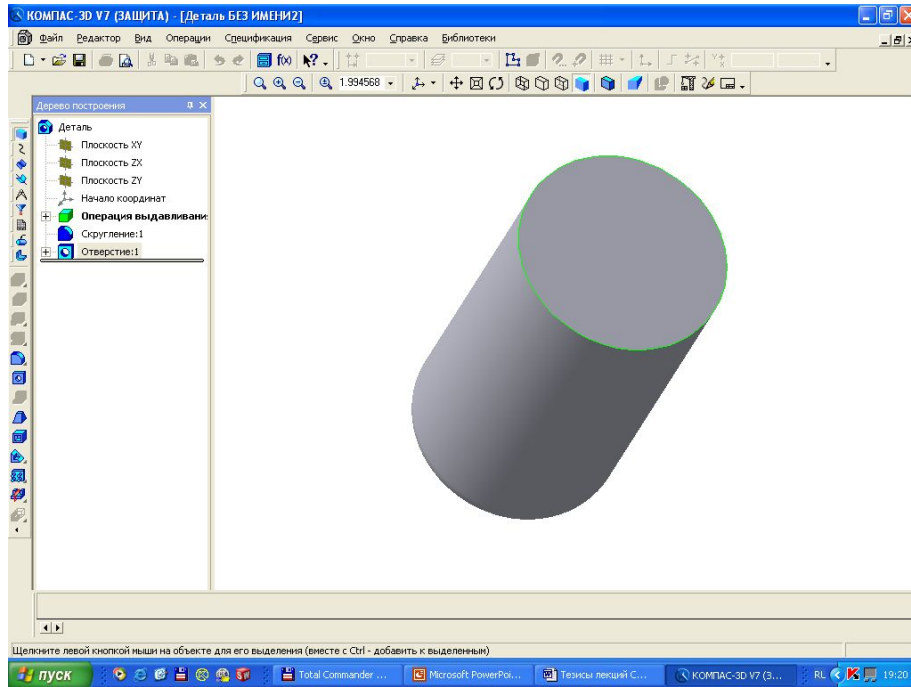 КОМПАС-3D V7 (ЗАЩИТА) - [Деталь БЕЗ ИМЕНИ2]
Файл Редактор Вид Операции Спецификация Сервис Окно Справка Библиотеки
f(x)
1.994568
Дерево построения
Деталь
Плоскость XY
Плоскость ZX
Плоскость ZY
Начало координат
Операция выдавливани
Скругление:1
Отверстие:1
Щелкните левой кнопкой мыши на объекте для его выделения (вместе с Ctrl - добавить к выделенным)
пуск Total Commander ... Microsoft PowerPoi... Тезисы лекций С... КОМПАС-3D V7 (З... RL 19:20